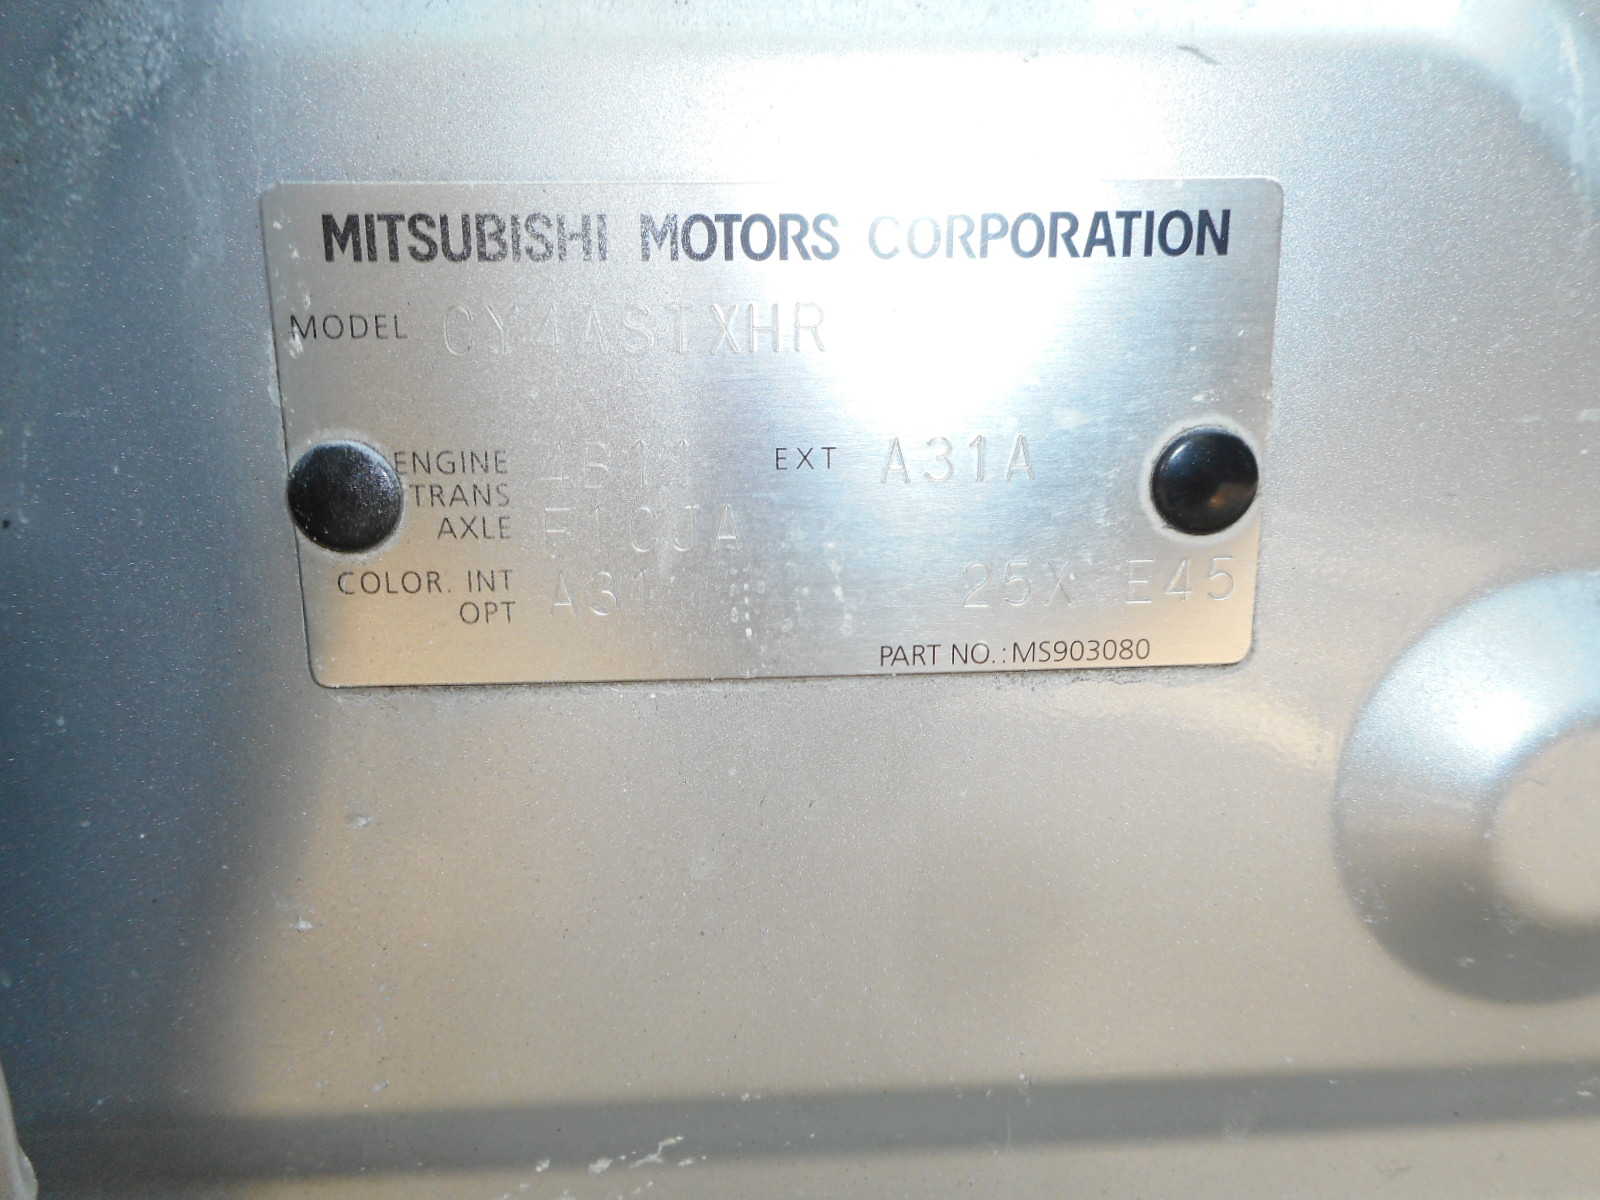 MITSUBISHI MOTORS CORPORATION
MODEL CY4ASTXHR
ENGINE 4B11 EXT A31A
TRANS
AXLE F1CJA
COLOR. INT A31 25X E45
OPT
PART NO.:MS903080